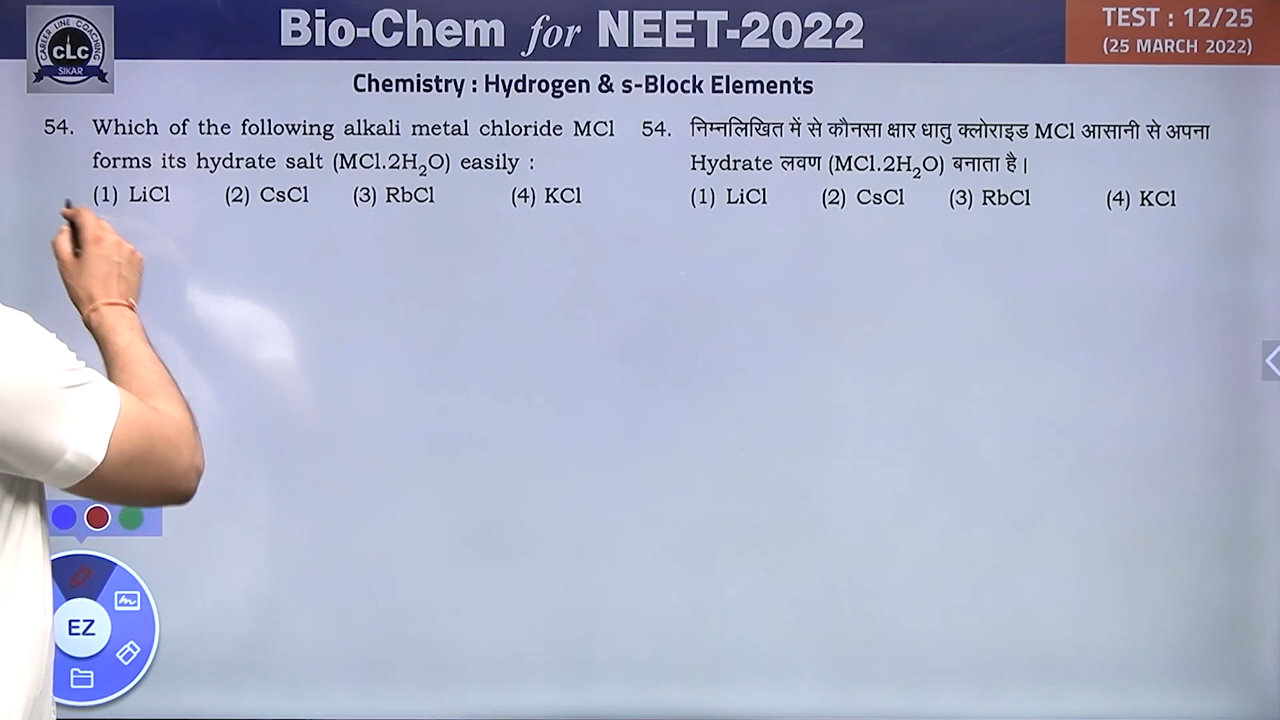 CAREER LINE COACHING
CLC
SIKAR
Bio-Chem for NEET-2022
TEST : 12/25
(25 MARCH 2022)
Chemistry : Hydrogen & s-Block Elements
54. Which of the following alkali metal chloride MCl
forms its hydrate salt (MCl.2H₂O) easily :
(1) LiCl (2) CsCl (3) RbCl (4) KCl
54. निम्नलिखित में से कौनसा क्षार धातु क्लोराइड MCl आसानी से अपना
Hydrate लवण (MCl.2H₂O) बनाता है।
(1) LiCl (2) CsCl (3) RbCl (4) KCl
EZ